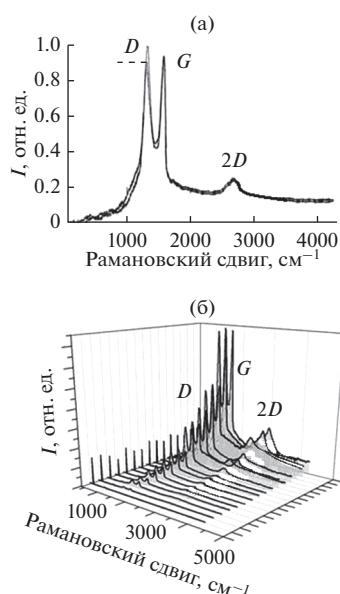 (а)
D
G
2D
1.0
0.8
0.6
0.4
0.2
0
I, отн. ед.
1000 2000 3000 4000
Рамановский сдвиг, см⁻¹
(б)
D
G
2D
I, отн. ед.
1000
3000
5000
Рамановский сдвиг, см⁻¹